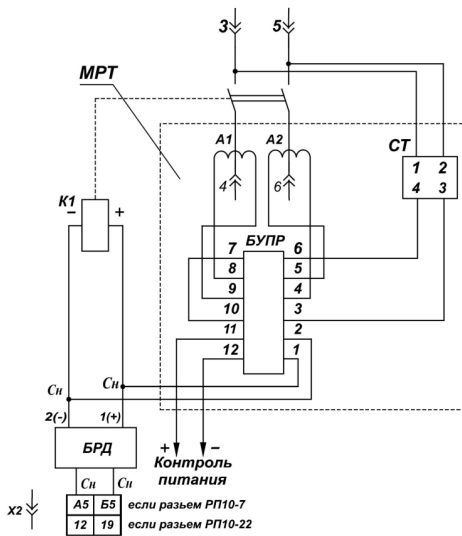 3 5
МРТ
А1 А2
СТ
1 2
4 3
4 6
К1
− +
БУПР
7 6
8 5
9 4
10 3
11 2
12 1
Сн Сн
2(-) 1(+)
БРД
+ −
Контроль
питания
Сн Сн
Х2
А5 Б5 если разьем РП10-7
12 19 если разьем РП10-22